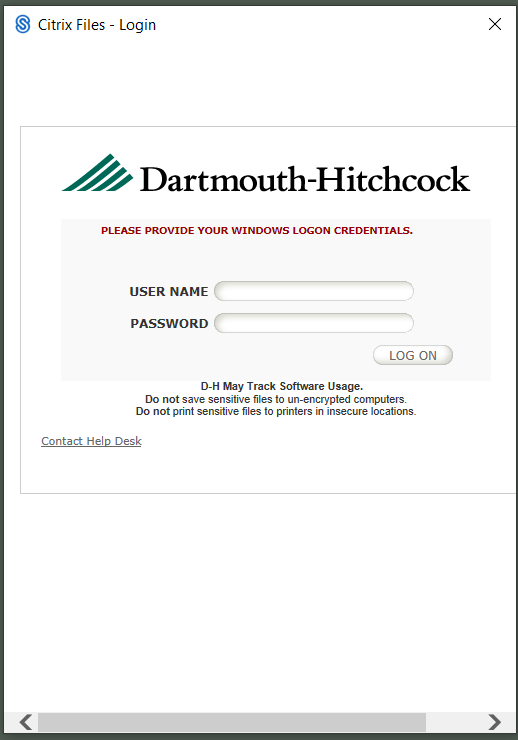 Citrix Files - Login
Dartmouth-Hitchcock
PLEASE PROVIDE YOUR WINDOWS LOGON CREDENTIALS.
USER NAME
PASSWORD
LOG ON
D-H May Track Software Usage.
Do not save sensitive files to un-encrypted computers.
Do not print sensitive files to printers in insecure locations.
Contact Help Desk